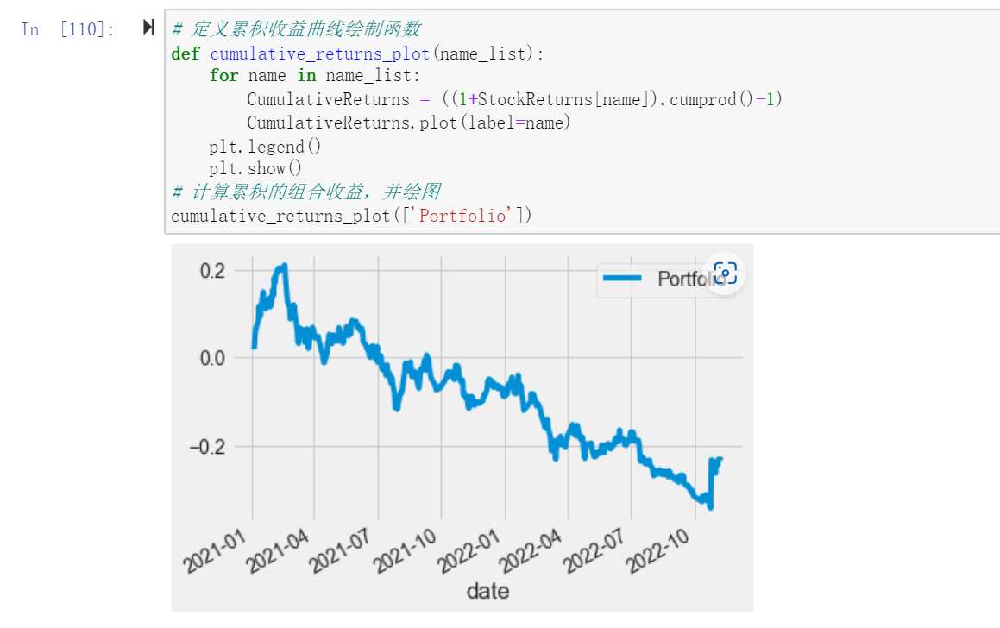 In [110]:
# 定义累积收益曲线绘制函数
def cumulative_returns_plot(name_list):
    for name in name_list:
        CumulativeReturns = ((1+StockReturns[name]).cumprod()-1)
        CumulativeReturns.plot(label=name)
    plt.legend()
    plt.show()
# 计算累积的组合收益，并绘图
cumulative_returns_plot(['Portfolio'])
Portfolio
0.2
0.0
−0.2
2021-01
2021-04
2021-07
2021-10
2022-01
2022-04
2022-07
2022-10
date